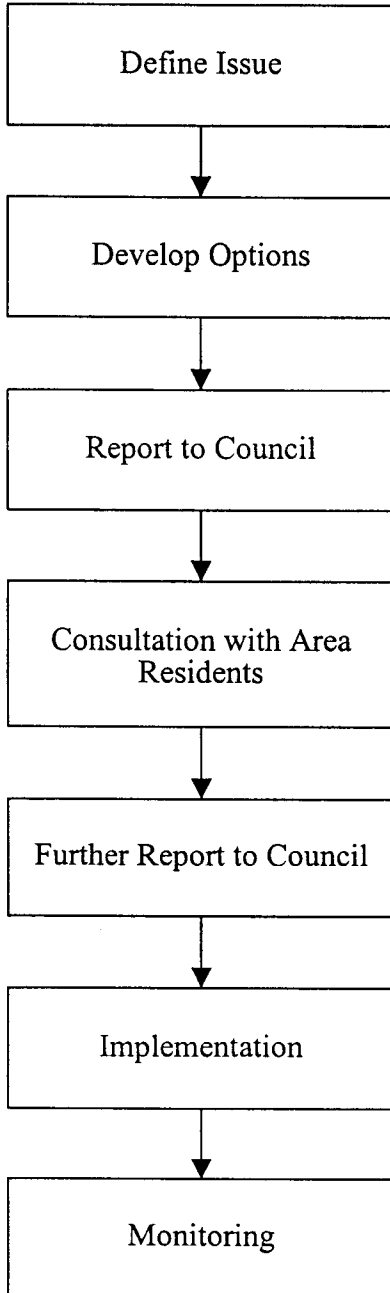 Define Issue
Develop Options
Report to Council
Consultation with Area
Residents
Further Report to Council
Implementation
Monitoring